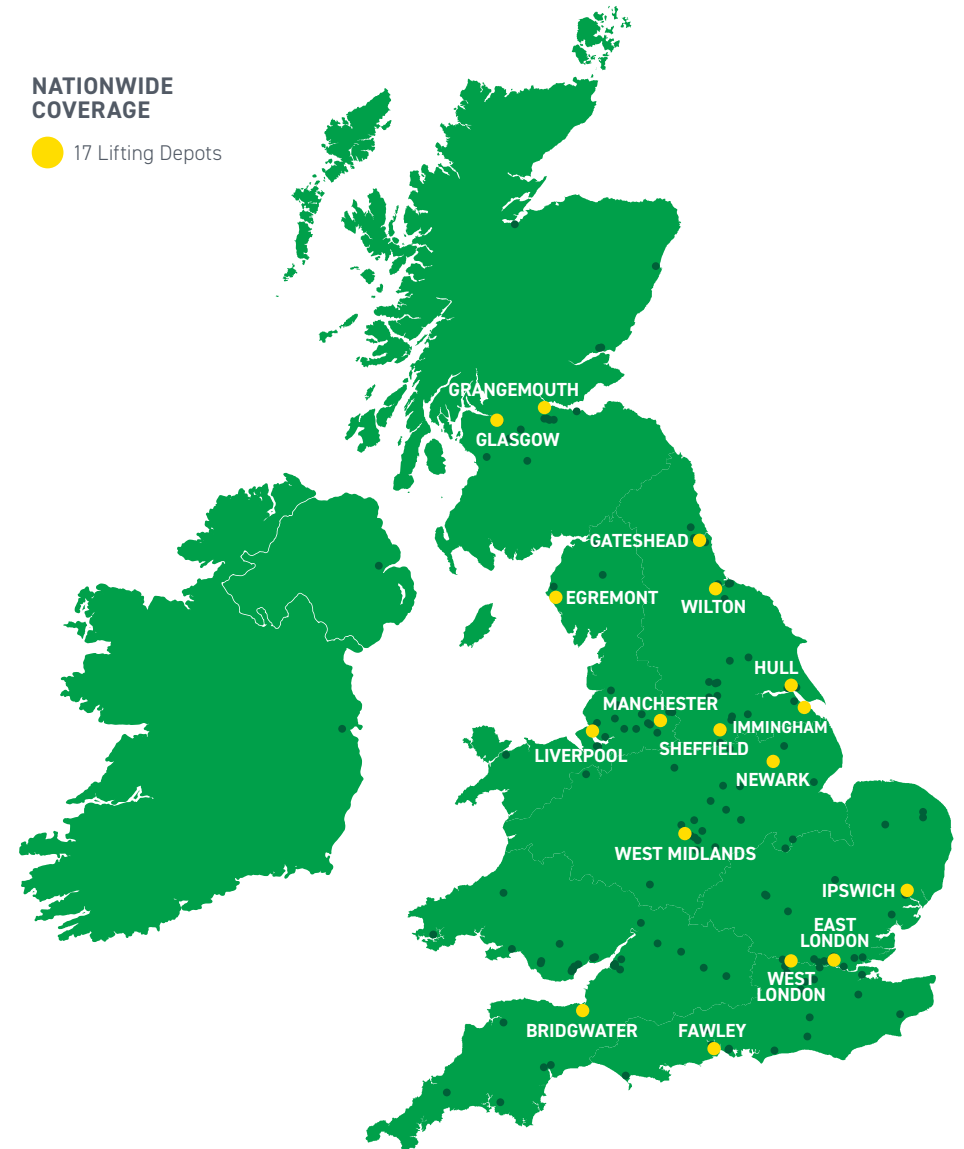 NATIONWIDE
COVERAGE
17 Lifting Depots
GRANGEMOUTH
GLASGOW
GATESHEAD
EGREMONT
WILTON
HULL
MANCHESTER
IMMINGHAM
LIVERPOOL
SHEFFIELD
NEWARK
WEST MIDLANDS
IPSWICH
EAST
LONDON
WEST
LONDON
BRIDGWATER
FAWLEY